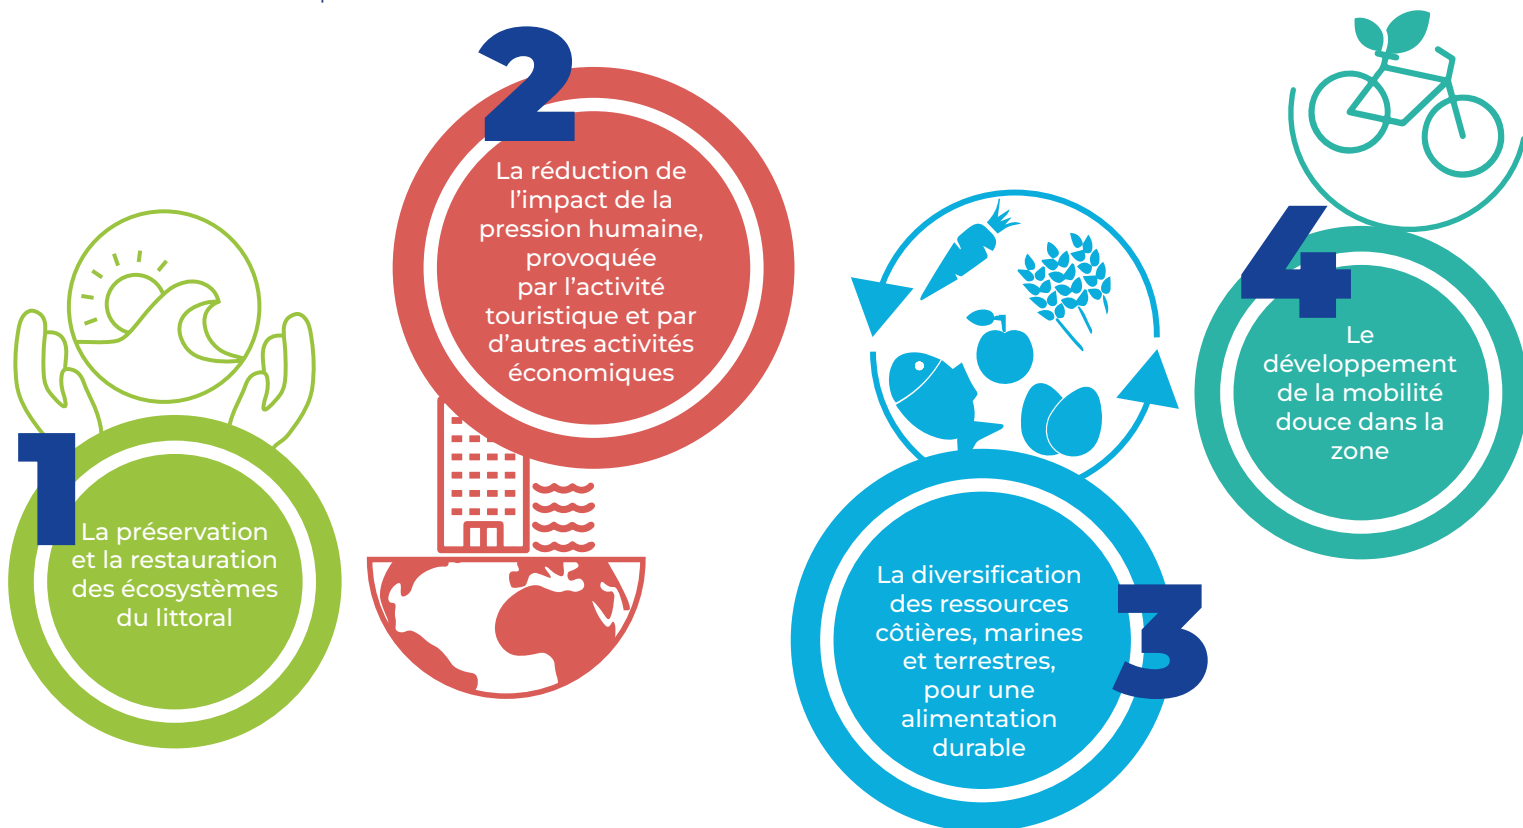 1
La préservation
et la restauration
des écosystèmes
du littoral
2
La réduction de
l’impact de la
pression humaine,
provoquée
par l’activité
touristique et par
d'autres activités
économiques
3
La diversification
des ressources
côtières, marines
et terrestres,
pour une
alimentation
durable
4
Le
développement
de la mobilité
douce dans la
zone